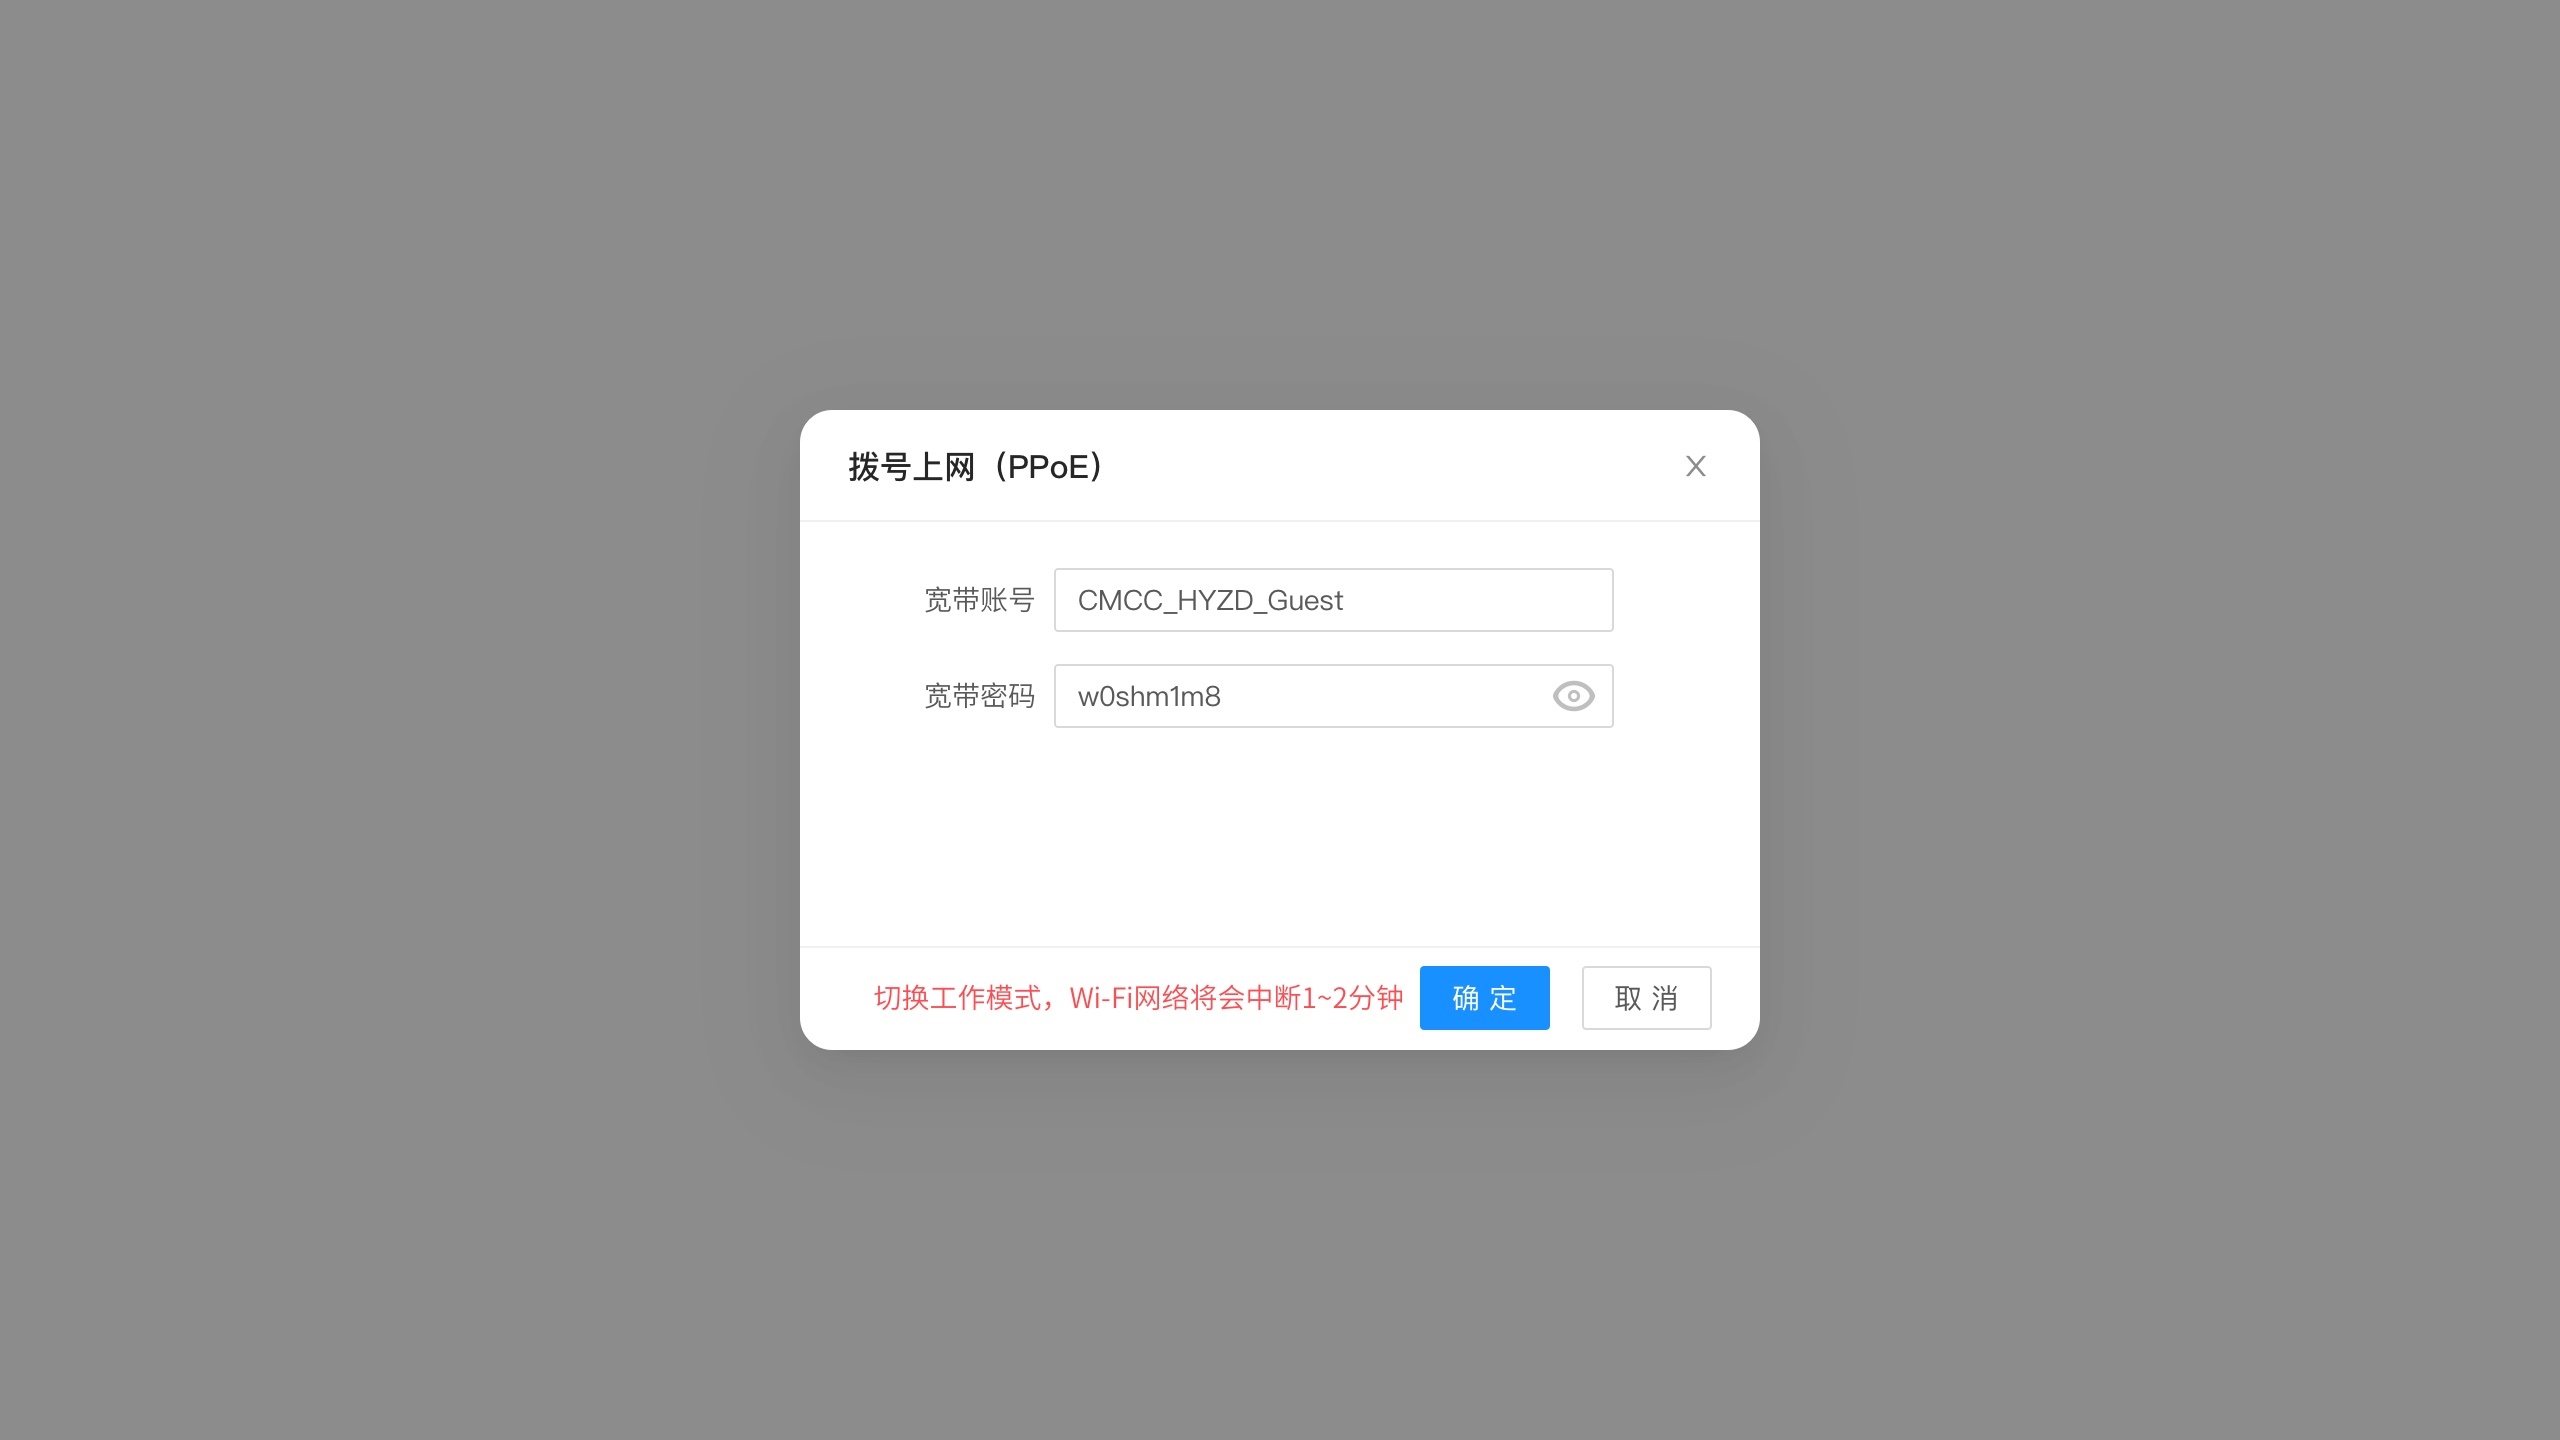 拨号上网（PPoE）
X
宽带账号 CMCC_HYZD_Guest
宽带密码 w0shm1m8
切换工作模式，Wi-Fi网络将会中断1~2分钟 确 定 取 消